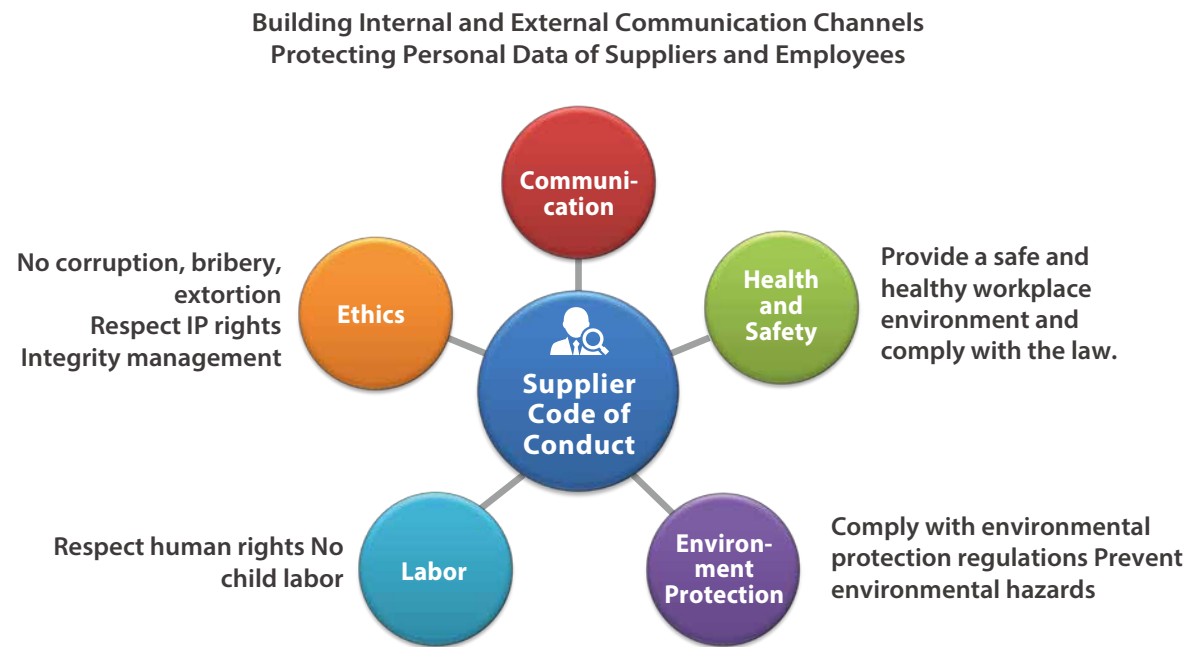 Building Internal and External Communication Channels
Protecting Personal Data of Suppliers and Employees
Communi-
cation
No corruption, bribery,
extortion
Respect IP rights
Integrity management
Ethics
Health
and
Safety
Provide a safe and
healthy workplace
environment and
comply with the law.
Supplier
Code of
Conduct
Respect human rights No
child labor
Labor
Environ-
ment
Protection
Comply with environmental
protection regulations Prevent
environmental hazards